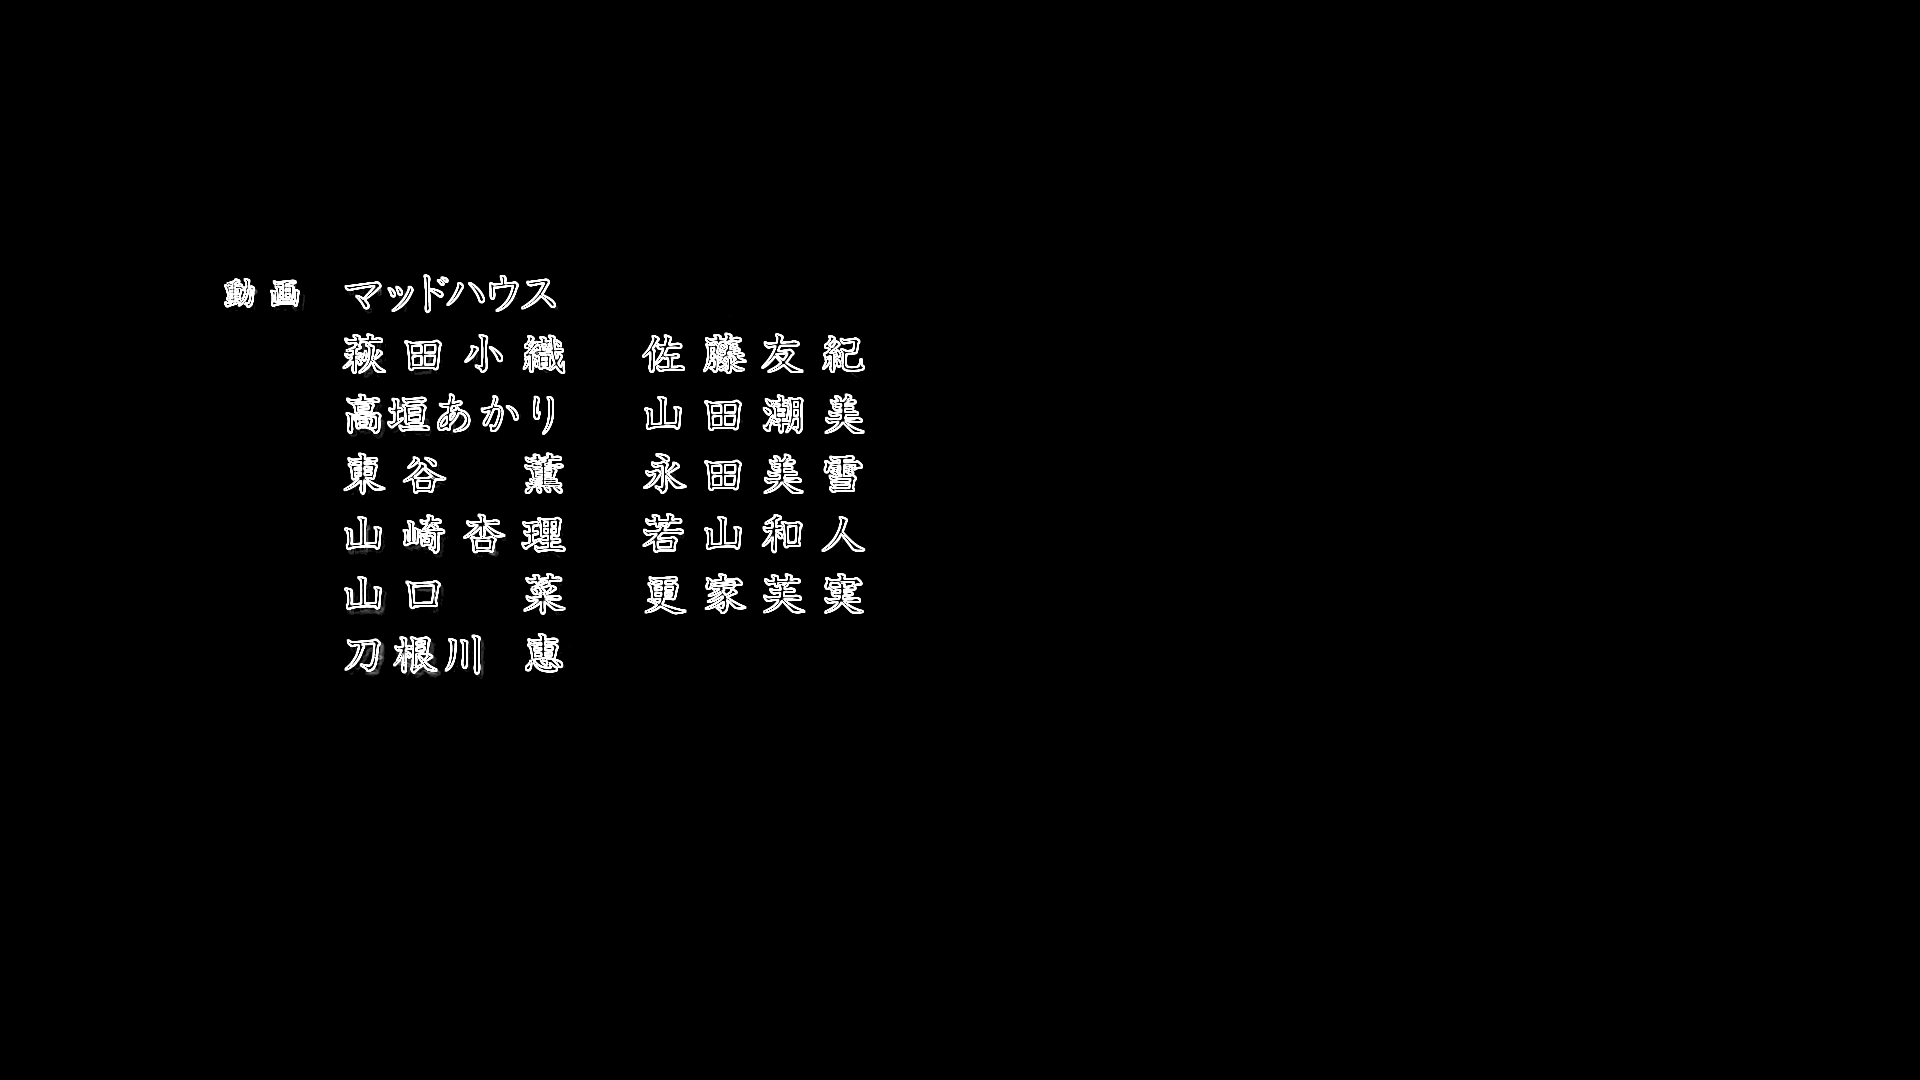 動画 マッドハウス
萩田小織 佐藤友紀
高垣あかり 山田潮美
東谷 薫 永田美雪
山崎杏理 若山和人
山口 菜 更家芙実
刀根川 恵